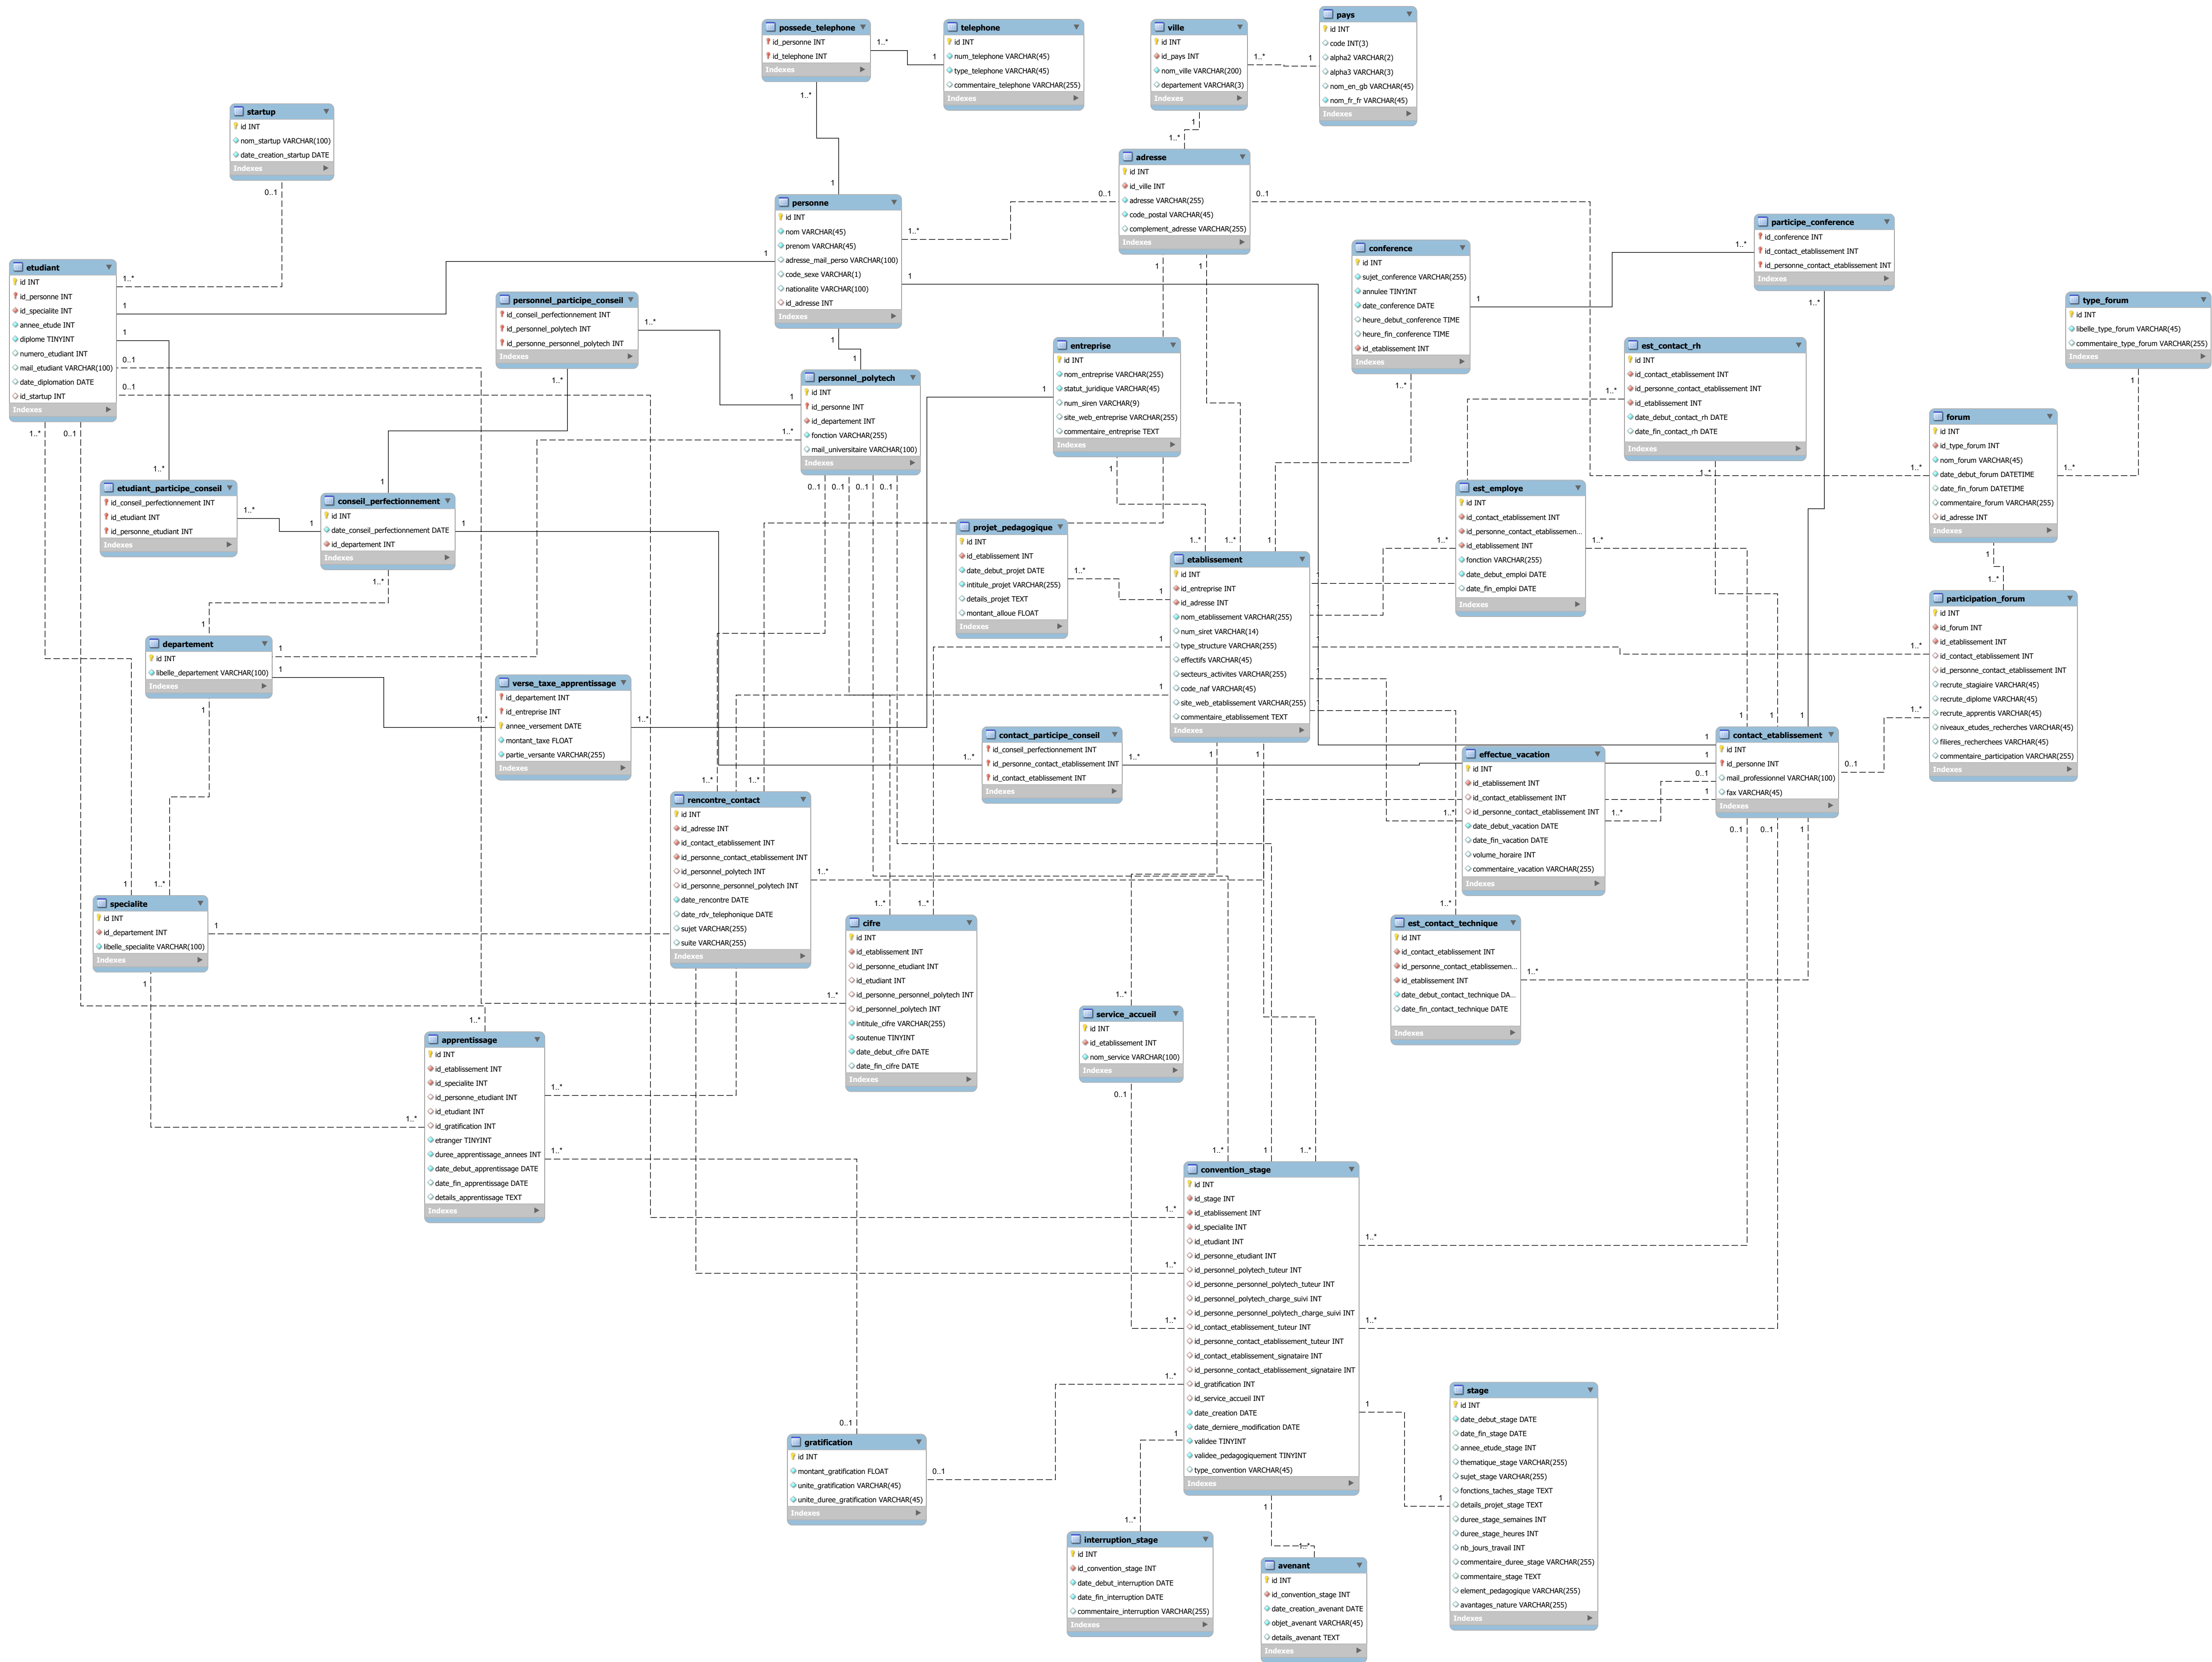 possede_telephone
id_personne INT
id_telephone INT
Indexes
telephone
id INT
num_telephone VARCHAR(45)
type_telephone VARCHAR(45)
commentaire_telephone VARCHAR(255)
Indexes
ville
id INT
id_pays INT
nom_ville VARCHAR(200)
departement VARCHAR(3)
Indexes
pays
id INT
code INT(3)
alpha2 VARCHAR(2)
alpha3 VARCHAR(3)
nom_en_gb VARCHAR(45)
nom_fr_fr VARCHAR(45)
Indexes
startup
id INT
nom_startup VARCHAR(100)
date_creation_startup DATE
Indexes
adresse
id INT
id_ville INT
adresse VARCHAR(255)
code_postal VARCHAR(45)
complement_adresse VARCHAR(255)
Indexes
personne
id INT
nom VARCHAR(45)
prenom VARCHAR(45)
adresse_mail_perso VARCHAR(100)
code_sexe VARCHAR(1)
nationalite VARCHAR(100)
id_adresse INT
Indexes
participe_conference
id_conference INT
id_contact_etablissement INT
id_personne_contact_etablissement INT
Indexes
conference
id INT
sujet_conference VARCHAR(255)
annulee TINYINT
date_conference DATE
heure_debut_conference TIME
heure_fin_conference TIME
id_etablissement INT
Indexes
etudiant
id INT
id_personne INT
id_specialite INT
annee_etude INT
diplome TINYINT
numero_etudiant INT
mail_etudiant VARCHAR(100)
date_diplomation DATE
id_startup INT
Indexes
personnel_participe_conseil
id_conseil_perfectionnement INT
id_personnel_polytech INT
id_personne_personnel_polytech INT
Indexes
type_forum
id INT
libelle_type_forum VARCHAR(45)
commentaire_type_forum VARCHAR(255)
Indexes
entreprise
id INT
nom_entreprise VARCHAR(255)
statut_juridique VARCHAR(45)
num_siren VARCHAR(9)
site_web_entreprise VARCHAR(255)
commentaire_entreprise TEXT
Indexes
est_contact_rh
id INT
id_contact_etablissement INT
id_personne_contact_etablissement INT
id_etablissement INT
date_debut_contact_rh DATE
date_fin_contact_rh DATE
Indexes
personnel_polytech
id INT
id_personne INT
id_departement INT
fonction VARCHAR(255)
mail_universitaire VARCHAR(100)
Indexes
forum
id INT
id_type_forum INT
nom_forum VARCHAR(45)
date_debut_forum DATETIME
date_fin_forum DATETIME
commentaire_forum VARCHAR(255)
id_adresse INT
Indexes
etudiant_participe_conseil
id_conseil_perfectionnement INT
id_etudiant INT
id_personne_etudiant INT
Indexes
conseil_perfectionnement
id INT
date_conseil_perfectionnement DATE
id_departement INT
Indexes
est_employe
id INT
id_contact_etablissement INT
id_personne_contact_etablissemen...
id_etablissement INT
fonction VARCHAR(255)
date_debut_emploi DATE
date_fin_emploi DATE
Indexes
projet_pedagogique
id INT
id_etablissement INT
date_debut_projet DATE
intitule_projet VARCHAR(255)
details_projet TEXT
montant_alloue FLOAT
Indexes
etablissement
id INT
id_entreprise INT
id_adresse INT
nom_etablissement VARCHAR(255)
num_siret VARCHAR(14)
type_structure VARCHAR(255)
effectifs VARCHAR(45)
secteurs_activites VARCHAR(255)
code_naf VARCHAR(45)
site_web_etablissement VARCHAR(255)
commentaire_etablissement TEXT
Indexes
participation_forum
id INT
id_forum INT
id_etablissement INT
id_contact_etablissement INT
id_personne_contact_etablissement INT
recrute_stagiaire VARCHAR(45)
recrute_diplome VARCHAR(45)
recrute_apprentis VARCHAR(45)
niveaux_etudes_recherches VARCHAR(45)
filieres_recherchees VARCHAR(45)
commentaire_participation VARCHAR(255)
Indexes
departement
id INT
libelle_departement VARCHAR(100)
Indexes
verse_taxe_apprentissage
id_departement INT
id_entreprise INT
annee_versement DATE
montant_taxe FLOAT
partie_versante VARCHAR(255)
Indexes
contact_participe_conseil
id_conseil_perfectionnement INT
id_personne_contact_etablissement INT
id_contact_etablissement INT
Indexes
effectue_vacation
id INT
id_etablissement INT
id_contact_etablissement INT
id_personne_contact_etablissement INT
date_debut_vacation DATE
date_fin_vacation DATE
volume_horaire INT
commentaire_vacation VARCHAR(255)
Indexes
contact_etablissement
id INT
id_personne INT
mail_professionnel VARCHAR(100)
fax VARCHAR(45)
Indexes
rencontre_contact
id INT
id_adresse INT
id_contact_etablissement INT
id_personne_contact_etablissement INT
id_personnel_polytech INT
id_personne_personnel_polytech INT
date_rencontre DATE
date_rdv_telephonique DATE
sujet VARCHAR(255)
suite VARCHAR(255)
Indexes
specialite
id INT
id_departement INT
libelle_specialite VARCHAR(100)
Indexes
cifre
id INT
id_etablissement INT
id_personne_etudiant INT
id_etudiant INT
id_personne_personnel_polytech INT
id_personnel_polytech INT
intitule_cifre VARCHAR(255)
soutenue TINYINT
date_debut_cifre DATE
date_fin_cifre DATE
Indexes
est_contact_technique
id INT
id_contact_etablissement INT
id_personne_contact_etablissemen...
id_etablissement INT
date_debut_contact_technique DA...
date_fin_contact_technique DATE
Indexes
service_accueil
id INT
id_etablissement INT
nom_service VARCHAR(100)
Indexes
apprentissage
id INT
id_etablissement INT
id_specialite INT
id_personne_etudiant INT
id_etudiant INT
id_gratification INT
etranger TINYINT
duree_apprentissage_annees INT
date_debut_apprentissage DATE
date_fin_apprentissage DATE
details_apprentissage TEXT
Indexes
convention_stage
id INT
id_stage INT
id_etablissement INT
id_specialite INT
id_etudiant INT
id_personne_etudiant INT
id_personnel_polytech_tuteur INT
id_personne_personnel_polytech_tuteur INT
id_personnel_polytech_charge_suivi INT
id_personne_personnel_polytech_charge_suivi INT
id_contact_etablissement_tuteur INT
id_personne_contact_etablissement_tuteur INT
id_contact_etablissement_signataire INT
id_personne_contact_etablissement_signataire INT
id_gratification INT
id_service_accueil INT
date_creation DATE
date_derniere_modification DATE
validee TINYINT
validee_pedagogiquement TINYINT
type_convention VARCHAR(45)
Indexes
stage
id INT
date_debut_stage DATE
date_fin_stage DATE
annee_etude_stage INT
thematique_stage VARCHAR(255)
sujet_stage VARCHAR(255)
fonctions_taches_stage TEXT
details_projet_stage TEXT
duree_stage_semaines INT
duree_stage_heures INT
nb_jours_travail INT
commentaire_duree_stage VARCHAR(255)
commentaire_stage TEXT
element_pedagogique VARCHAR(255)
avantages_nature VARCHAR(255)
Indexes
gratification
id INT
montant_gratification FLOAT
unite_gratification VARCHAR(45)
unite_duree_gratification VARCHAR(45)
Indexes
interruption_stage
id INT
id_convention_stage INT
date_debut_interruption DATE
date_fin_interruption DATE
commentaire_interruption VARCHAR(255)
Indexes
avenant
id INT
id_convention_stage INT
date_creation_avenant DATE
objet_avenant VARCHAR(45)
details_avenant TEXT
Indexes